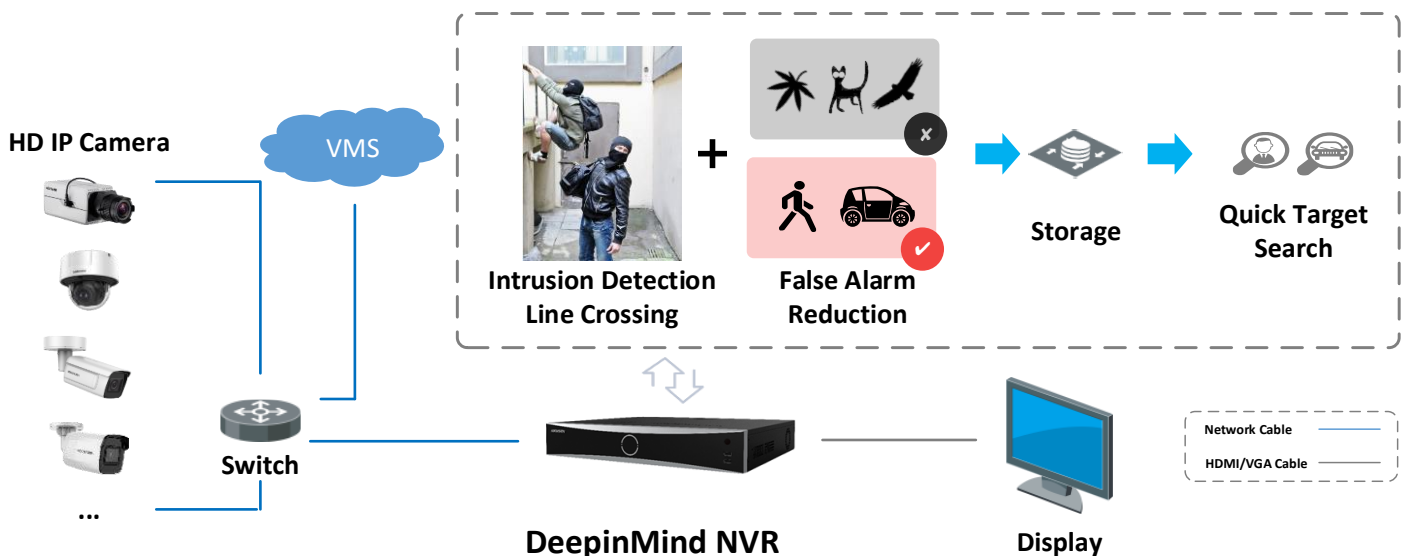 HD IP Camera
VMS
Intrusion Detection
Line Crossing
+
False Alarm
Reduction
Storage
Quick Target
Search
Switch
...
DeepinMind NVR
Display
Network Cable
HDMI/VGA Cable